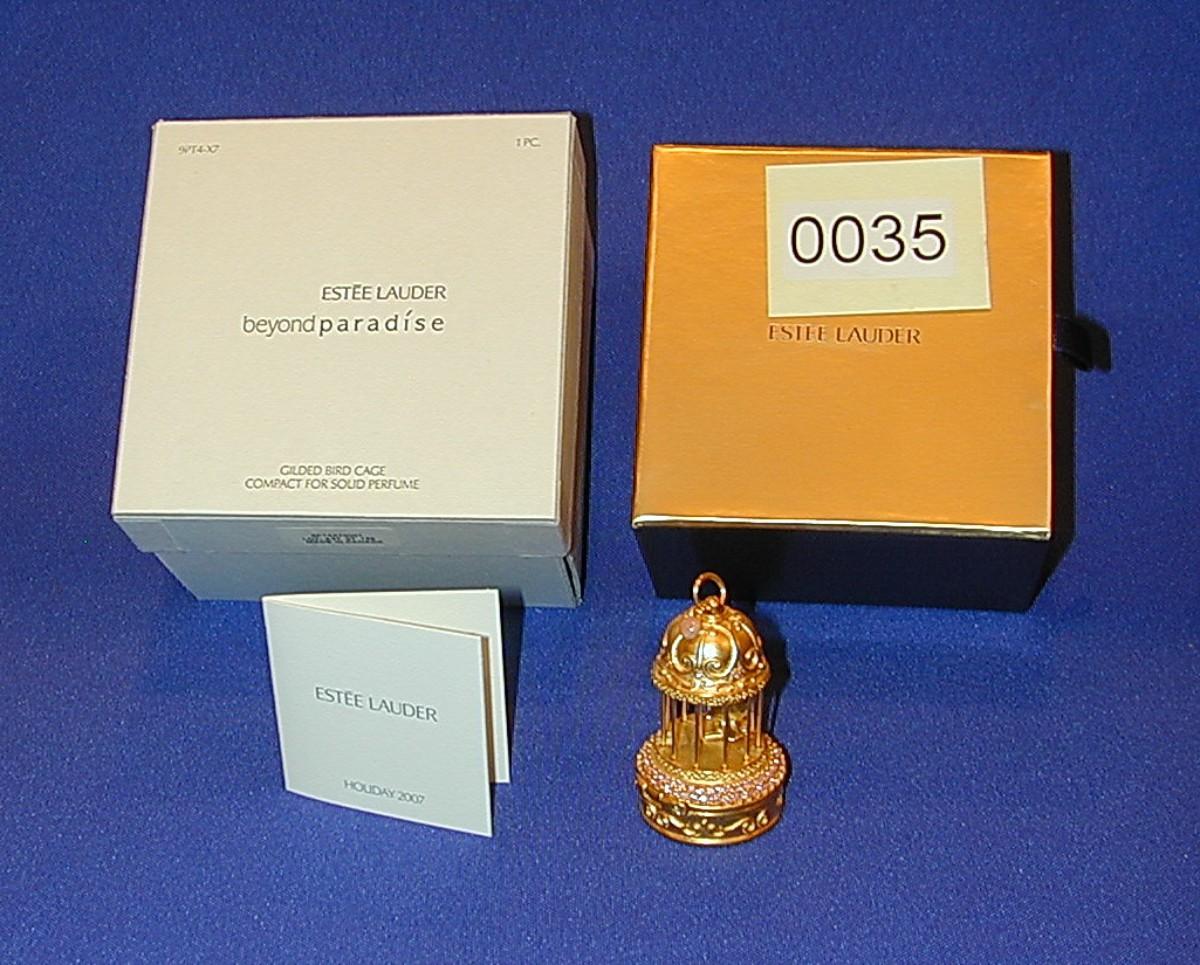 9PT4-X7
1 PC.
ESTĒE LAUDER
beyondparadíse
GILDED BIRD CAGE
COMPACT FOR SOLID PERFUME
0035
ESTEE LAUDER
ESTĒE LAUDER
HOLIDAY 2007